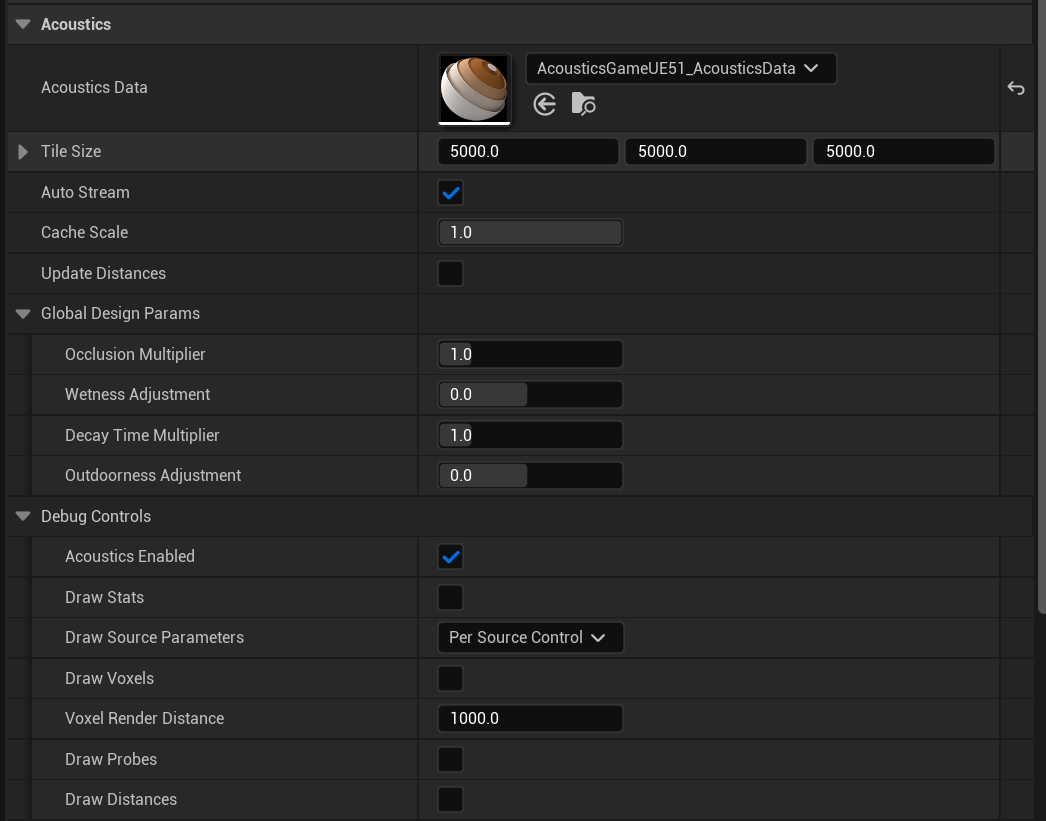 Acoustics
Acoustics Data
AcousticsGameUE51_AcousticsData
Tile Size 5000.0 5000.0 5000.0
Auto Stream
Cache Scale 1.0
Update Distances
Global Design Params
Occlusion Multiplier 1.0
Wetness Adjustment 0.0
Decay Time Multiplier 1.0
Outdoorness Adjustment 0.0
Debug Controls
Acoustics Enabled
Draw Stats
Draw Source Parameters Per Source Control
Draw Voxels
Voxel Render Distance 1000.0
Draw Probes
Draw Distances